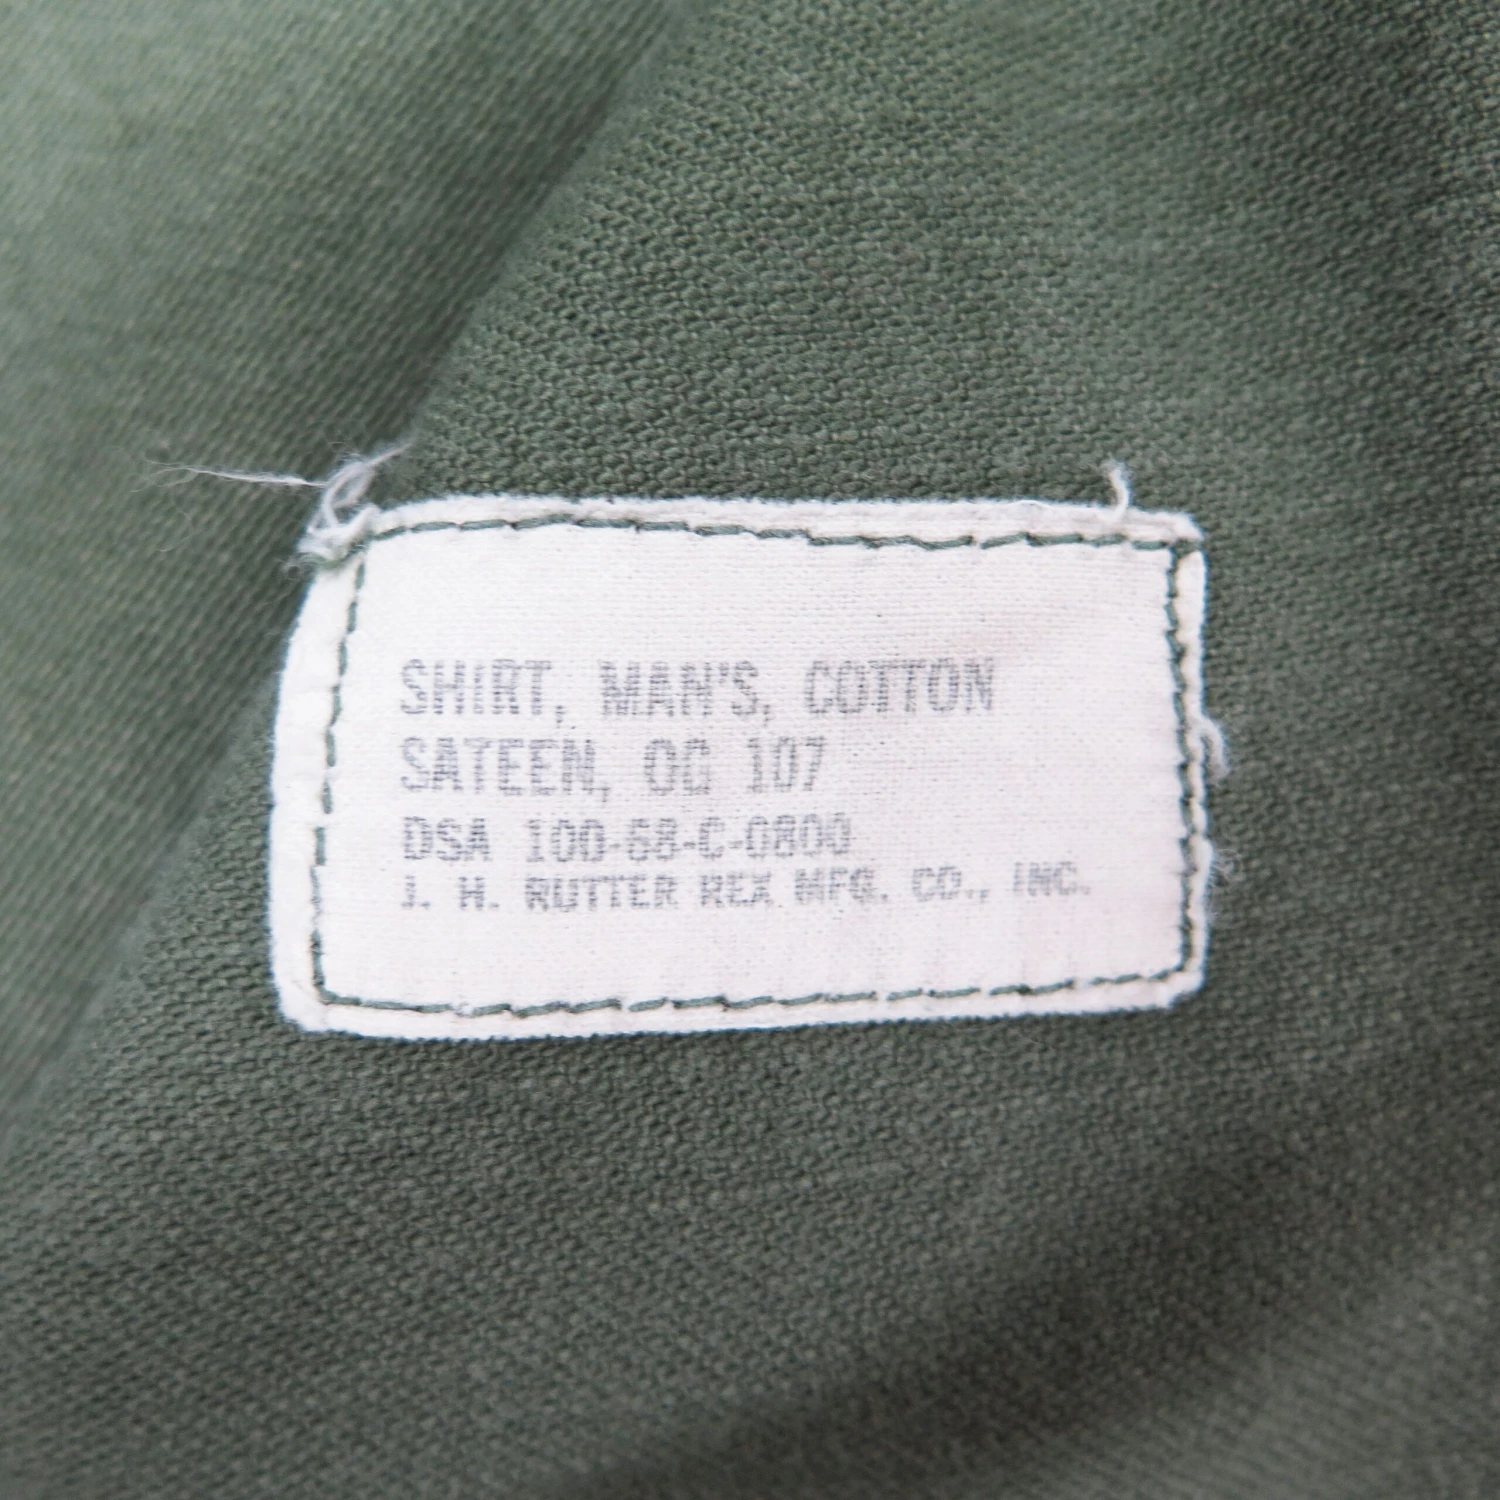 SHIRT, MAN'S, COTTON
SATEEN, OG 107
DSA 100-68-C-0800
J. H. RUTTER REX MFG. CO., INC.